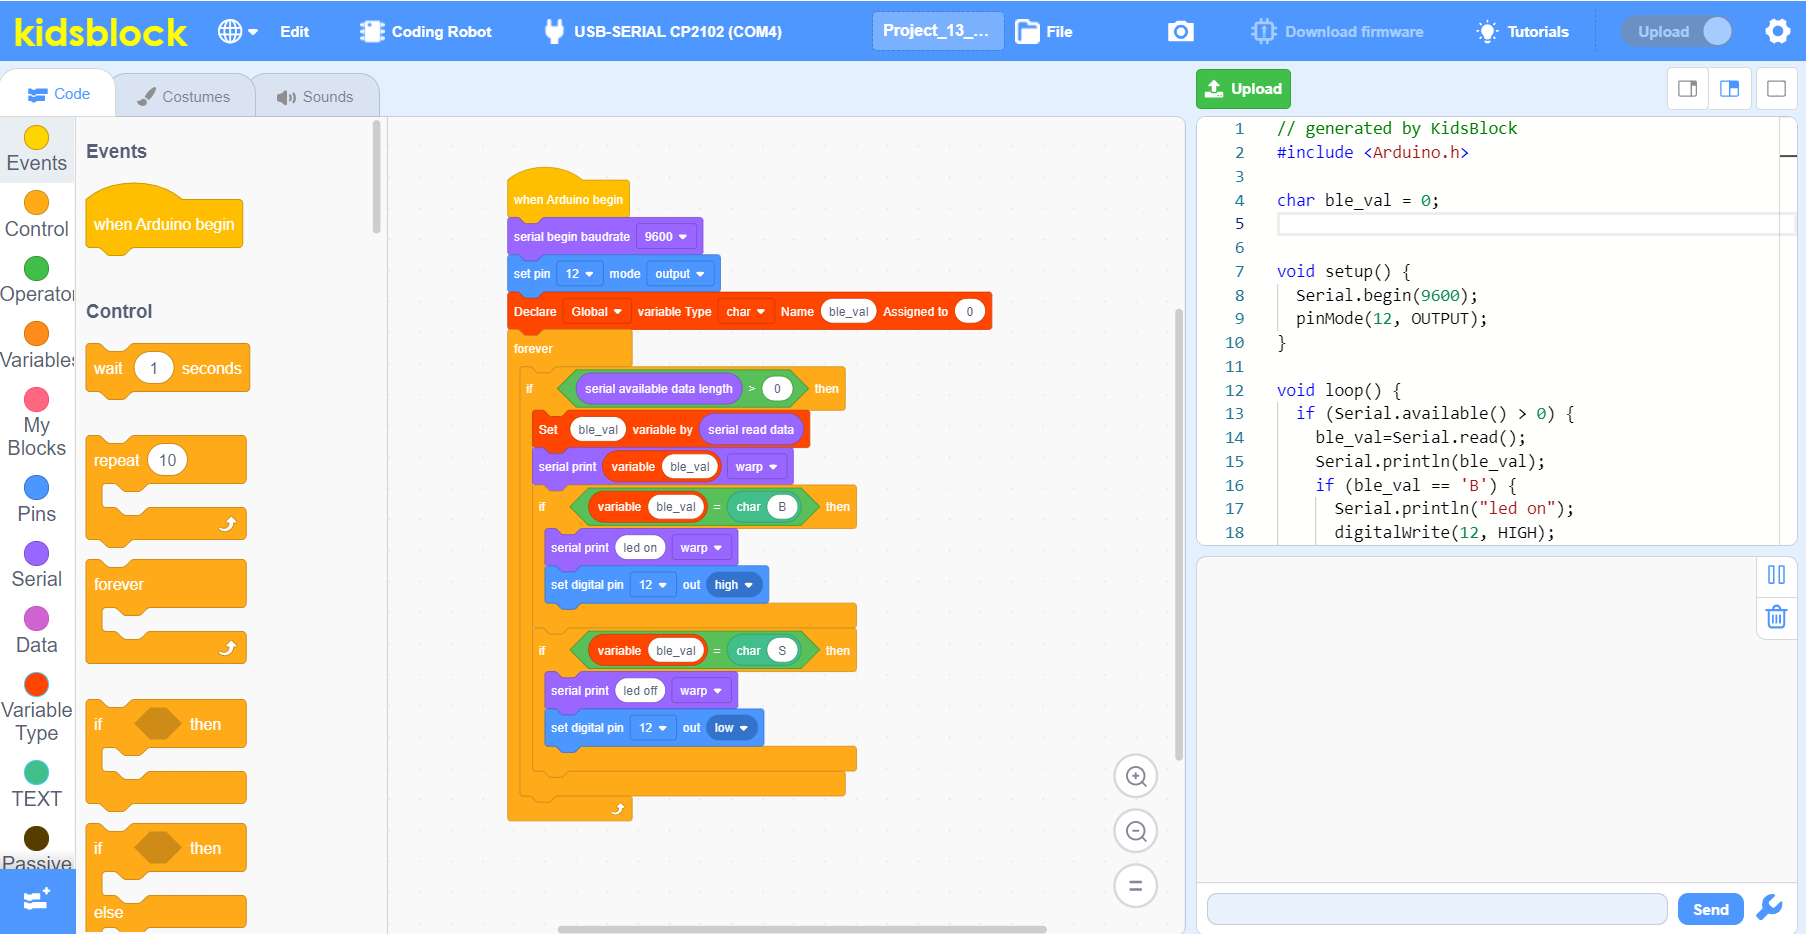 kidsblock
Edit
Coding Robot
USB-SERIAL CP2102 (COM4)
Project_13_...
File
Download firmware
Tutorials
Upload
Code
Costumes
Sounds
Upload
Events
Control
Operator
Variables
My
Blocks
Pins
Serial
Data
Variable
Type
TEXT
Passive
Events
when Arduino begin
Control
wait 1 seconds
repeat 10
forever
if then
if then
else
when Arduino begin
serial begin baudrate 9600
set pin 12 mode output
Declare Global variable Type char Name ble_val Assigned to 0
forever
if serial available data length > 0 then
Set ble_val variable by serial read data
serial print variable ble_val warp
if variable ble_val = char B then
serial print led on warp
set digital pin 12 out high
if variable ble_val = char S then
serial print led off warp
set digital pin 12 out low
1 // generated by KidsBlock
2 #include <Arduino.h>
3
4 char ble_val = 0;
5
6
7 void setup() {
8 Serial.begin(9600);
9 pinMode(12, OUTPUT);
10 }
11
12 void loop() {
13 if (Serial.available() > 0) {
14 ble_val=Serial.read();
15 Serial.println(ble_val);
16 if (ble_val == 'B') {
17 Serial.println("led on");
18 digitalWrite(12, HIGH);
Send